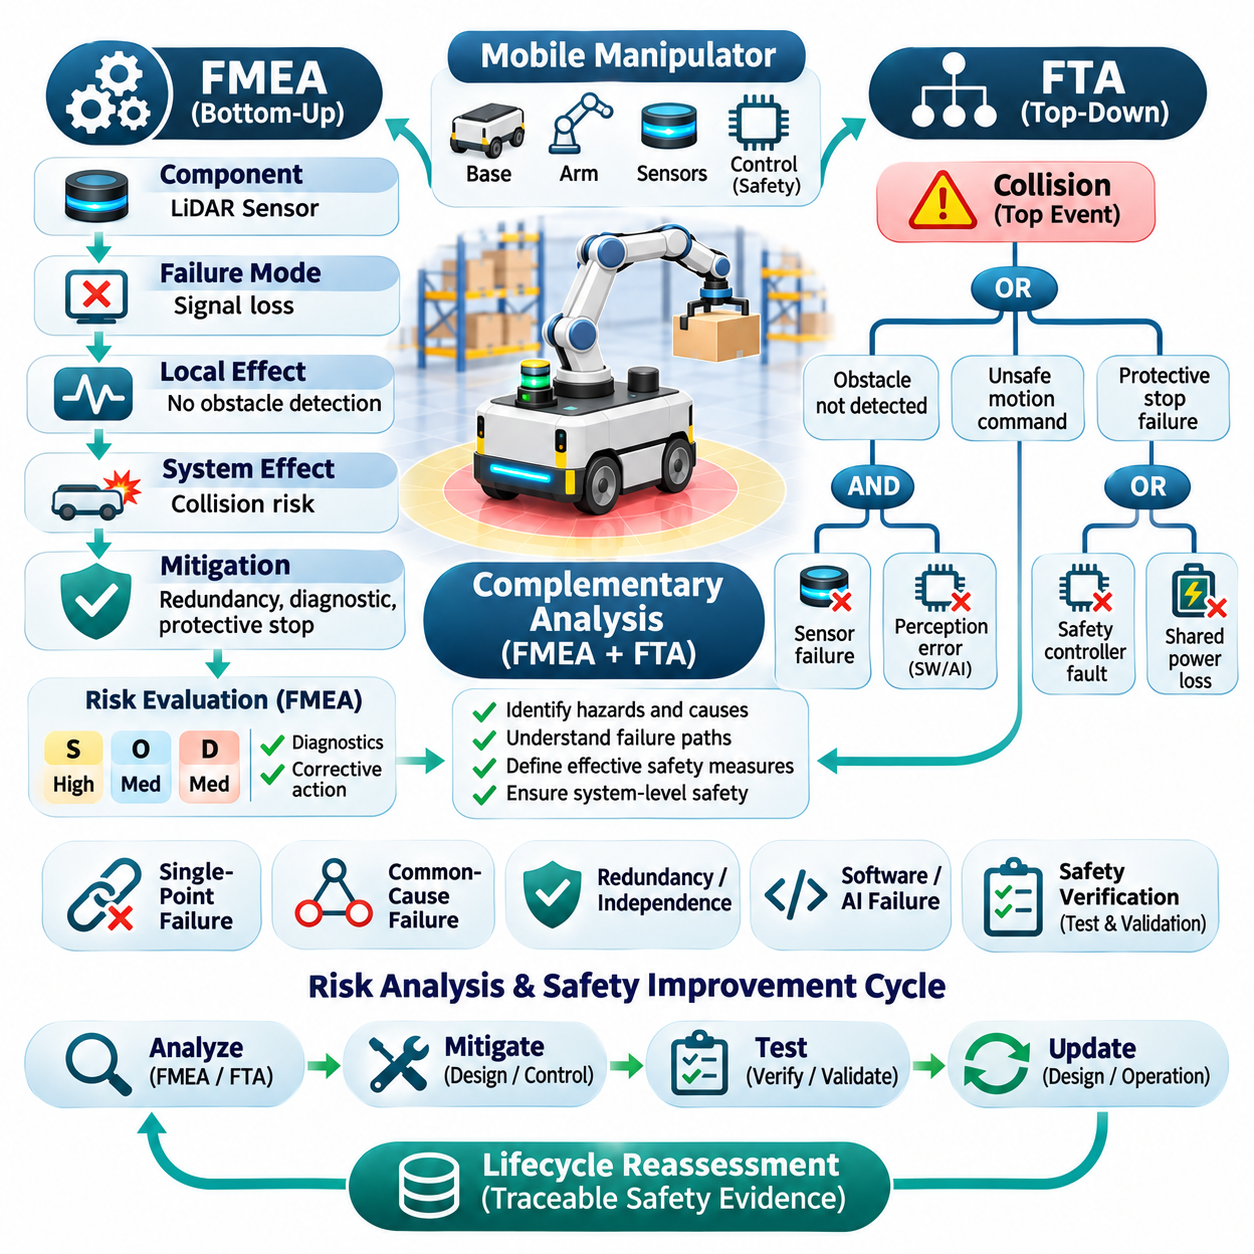 FMEA
(Bottom-Up)
Mobile Manipulator
Base
Arm
Sensors
Control
(Safety)
FTA
(Top-Down)
Component
LiDAR Sensor
Failure Mode
Signal loss
Local Effect
No obstacle detection
System Effect
Collision risk
Mitigation
Redundancy, diagnostic,
protective stop
Risk Evaluation (FMEA)
S
High
O
Med
D
Med
Diagnostics
Corrective
action
Complementary
Analysis
(FMEA + FTA)
Identify hazards and causes
Understand failure paths
Define effective safety measures
Ensure system-level safety
Collision
(Top Event)
OR
Obstacle
not detected
Unsafe
motion
command
Protective
stop
failure
AND
OR
Sensor
failure
Perception
error
(SW/AI)
Safety
controller
fault
Shared
power
loss
Single-
Point
Failure
Common-
Cause
Failure
Redundancy /
Independence
Software /
AI Failure
Safety
Verification
(Test & Validation)
Risk Analysis & Safety Improvement Cycle
Analyze
(FMEA / FTA)
Mitigate
(Design / Control)
Test
(Verify / Validate)
Update
(Design / Operation)
Lifecycle Reassessment
(Traceable Safety Evidence)